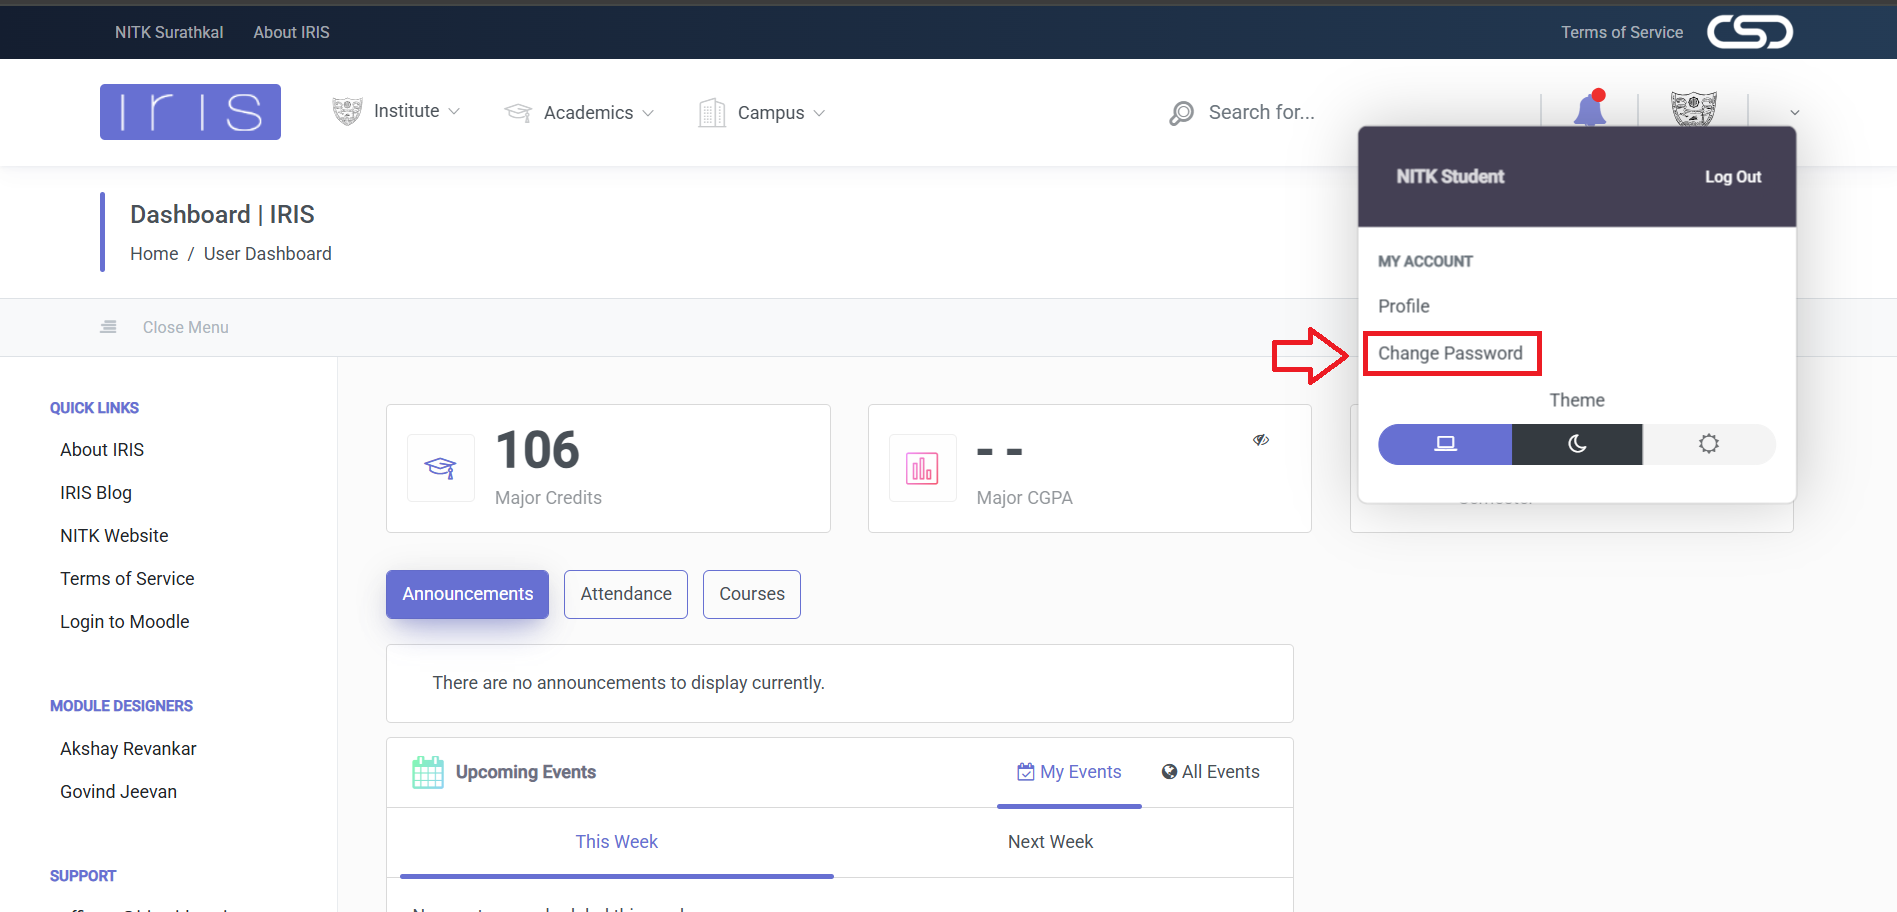 NITK Surathkal
About IRIS
Terms of Service
IRIS
Institute
Academics
Campus
Search for...
NITK Student
Log Out
MY ACCOUNT
Profile
Change Password
Theme
Dashboard | IRIS
Home / User Dashboard
Close Menu
QUICK LINKS
About IRIS
IRIS Blog
NITK Website
Terms of Service
Login to Moodle
MODULE DESIGNERS
Akshay Revankar
Govind Jeevan
SUPPORT
106
Major Credits
- -
Major CGPA
Announcements
Attendance
Courses
There are no announcements to display currently.
Upcoming Events
My Events
All Events
This Week
Next Week